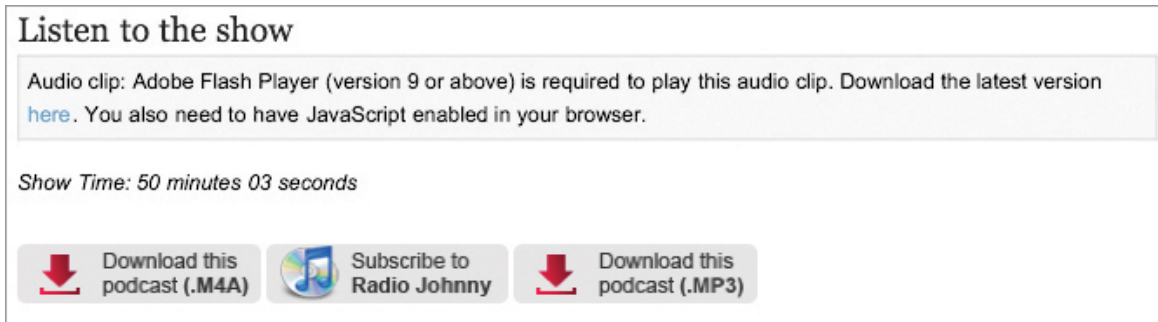 Listen to the show
Audio clip: Adobe Flash Player (version 9 or above) is required to play this audio clip. Download the latest version
here. You also need to have JavaScript enabled in your browser.
Show Time: 50 minutes 03 seconds
Download this
podcast (.M4A)
Subscribe to
Radio Johnny
Download this
podcast (.MP3)